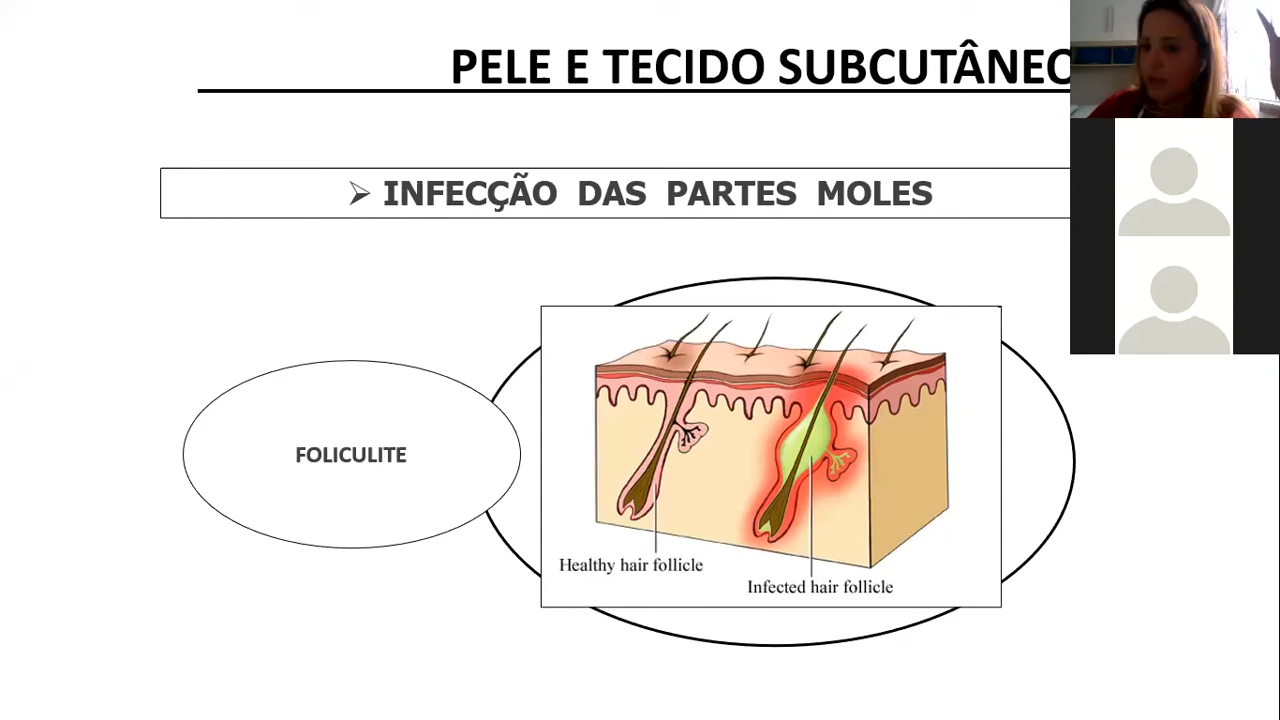 PELE E TECIDO SUBCUTÂNEO
➢ INFECÇÃO DAS PARTES MOLES
FOLICULITE
Healthy hair follicle
Infected hair follicle